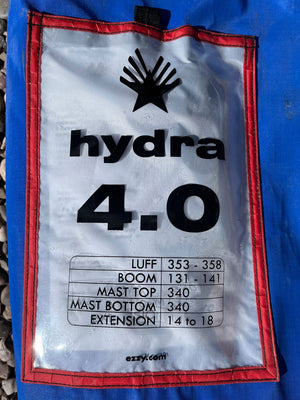 hydra
4.0
LUFF 353 - 358
BOOM 131 - 141
MAST TOP 340
MAST BOTTOM 340
EXTENSION 14 to 18
ezzy.com